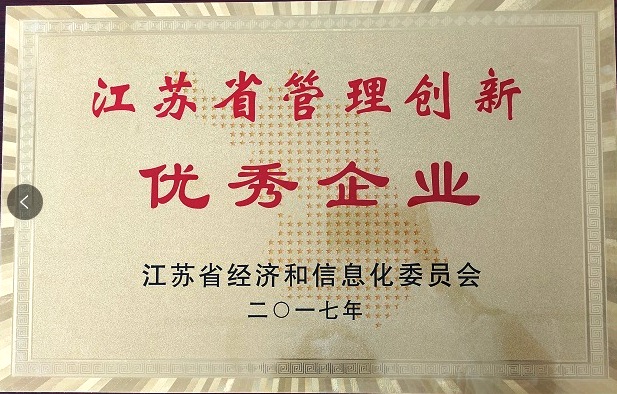 江苏省管理创新
优秀企业
江苏省经济和信息化委员会
二〇一七年